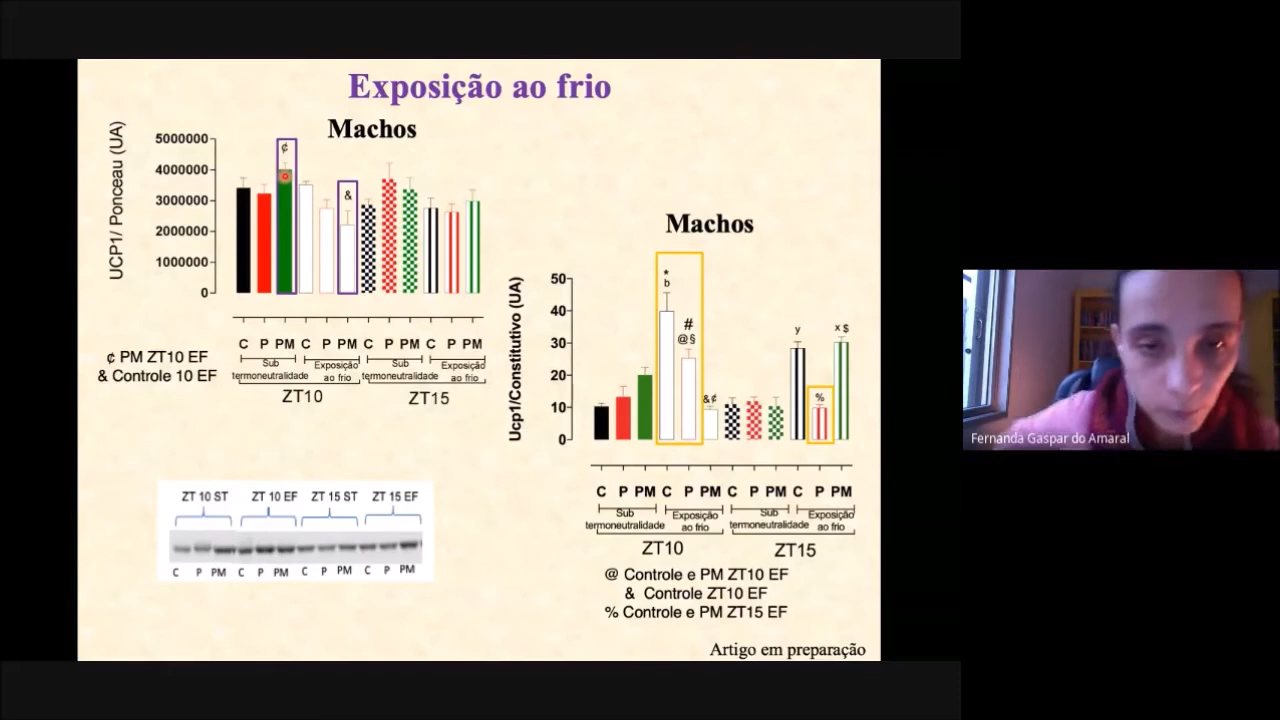 Exposição ao frio
Machos
UCP1/ Ponceau (UA)
5000000
4000000
3000000
2000000
1000000
0
¢
&
C P PM C P PM C P PM C P PM
Sub termoneutralidade
Exposição ao frio
Sub termoneutralidade
Exposição ao frio
ZT10
ZT15
¢ PM ZT10 EF
& Controle 10 EF
Machos
Ucp1/Constitutivo (UA)
50
40
30
20
10
0
*
b
#
@§
&¢
y
%
x $
C P PM C P PM C P PM C P PM
Sub termoneutralidade
Exposição ao frio
Sub termoneutralidade
Exposição ao frio
ZT10
ZT15
@ Controle e PM ZT10 EF
& Controle ZT10 EF
% Controle e PM ZT15 EF
ZT 10 ST ZT 10 EF ZT 15 ST ZT 15 EF
C P PM C P PM C P PM C P PM
Artigo em preparação
Fernanda Gaspar do Amaral